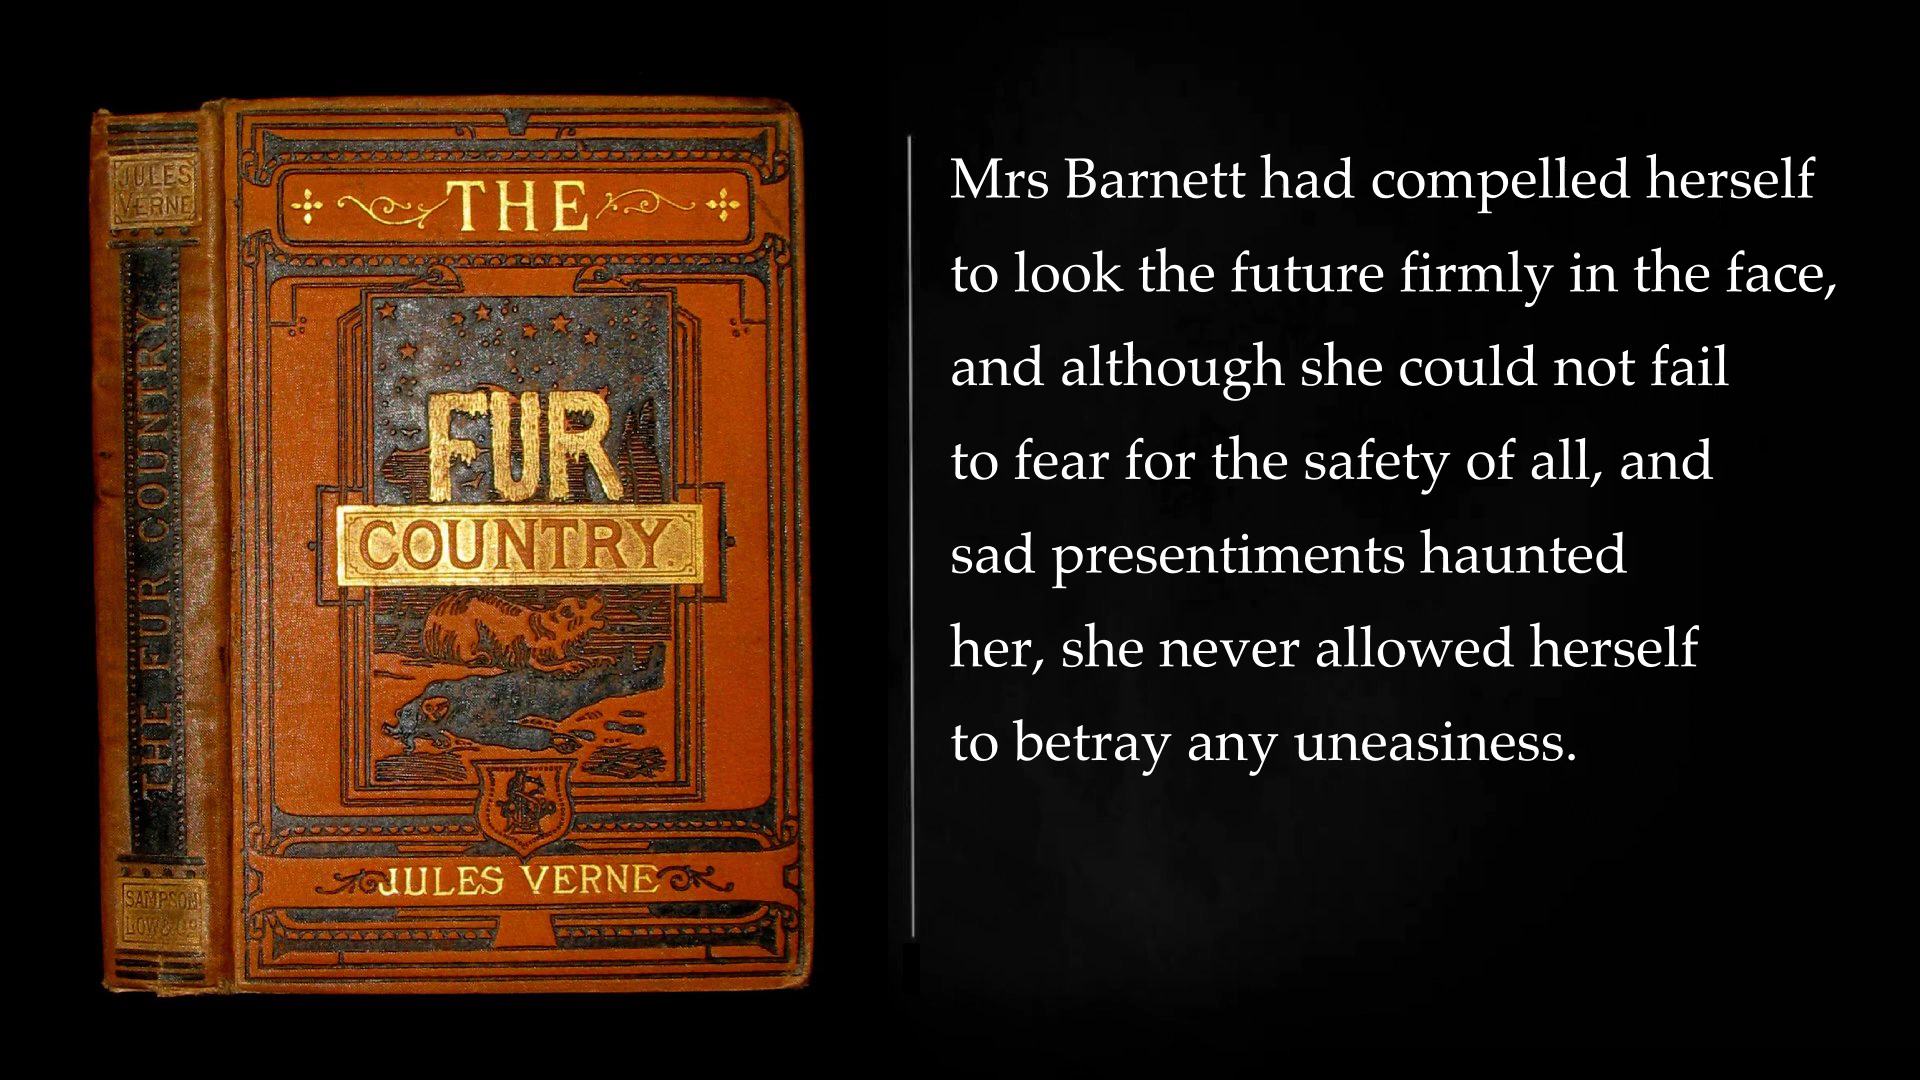 JULES
VERNE
THE FUR COUNTRY.
SAMPSON
LOW & Co
THE
FUR
COUNTRY.
JULES VERNE
Mrs Barnett had compelled herself
to look the future firmly in the face,
and although she could not fail
to fear for the safety of all, and
sad presentiments haunted
her, she never allowed herself
to betray any uneasiness.